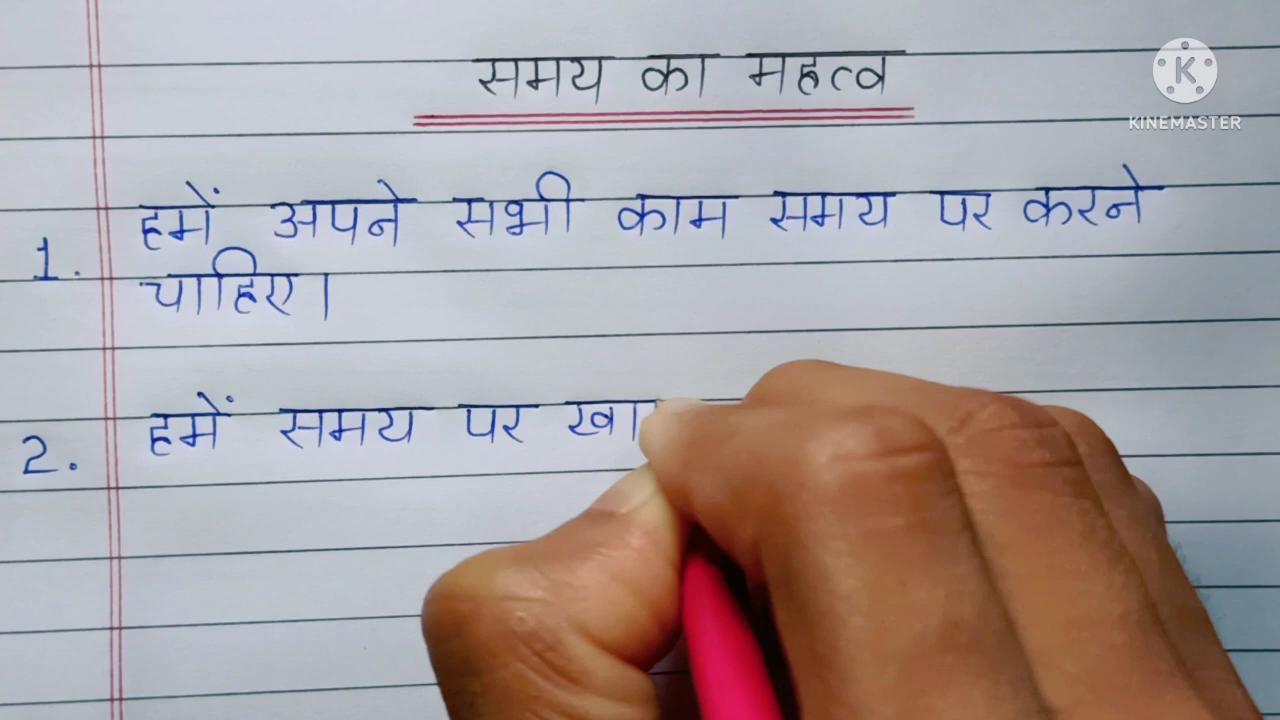 समय का महत्व
KINEMASTER
1. हमें अपने सभी काम समय पर करने
चाहिए।
2. हमें समय पर खा